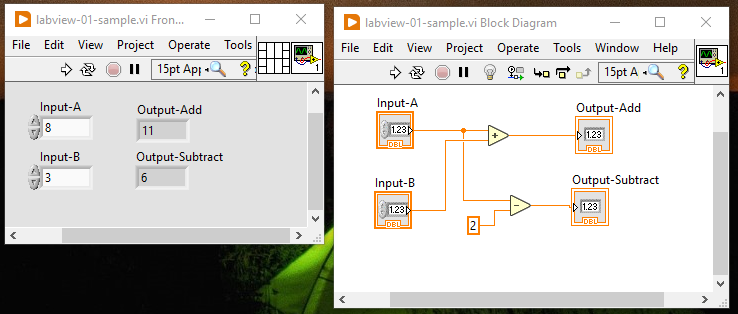 labview-01-sample.vi Fron...
File Edit View Project Operate Tools
15pt App
?
1
Input-A
8
Output-Add
11
Input-B
3
Output-Subtract
6
labview-01-sample.vi Block Diagram
File Edit View Project Operate Tools Window Help
15pt A
?
1
Input-A
1.23
DBL
+
Output-Add
1.23
DBL
Input-B
1.23
DBL
-
2
Output-Subtract
1.23
DBL